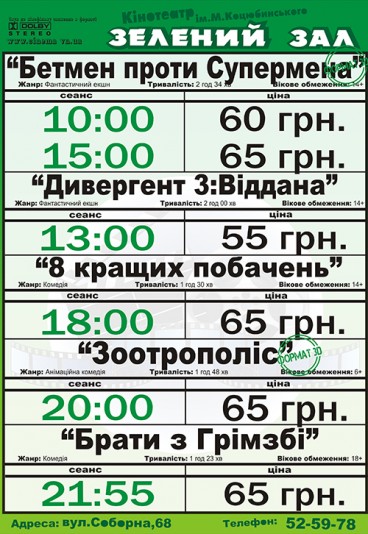 Кінотеатр ім.М.Коцюбинського
DOLBY
STEREO
www.cinema.vn.ua
ЗЕЛЕНИЙ ЗАЛ
“Бетмен проти Супермена”
Жанр: Фантастичний екшн Тривалість: 2 год 34 хв Вікове обмеження: 14+
сеанс ціна
10:00 60 грн.
15:00 65 грн.
“Дивергент 3:Віддана”
Жанр: Фантастичний екшн Тривалість: 2 год 00 хв Вікове обмеження: 14+
сеанс ціна
13:00 55 грн.
“8 кращих побачень”
Жанр: Комедія Тривалість: 1 год 30 хв Вікове обмеження: 14+
сеанс ціна
18:00 65 грн.
“Зоотрополіс”
ФОРМАТ 3D
Жанр: Анімаційна комедія Тривалість: 1 год 48 хв Вікове обмеження: 6+
сеанс ціна
20:00 65 грн.
“Брати з Грімзбі”
Жанр: Комедія Тривалість: 1 год 23 хв Вікове обмеження: 18+
сеанс ціна
21:55 65 грн.
Адреса: вул.Соборна,68 Телефон: 52-59-78